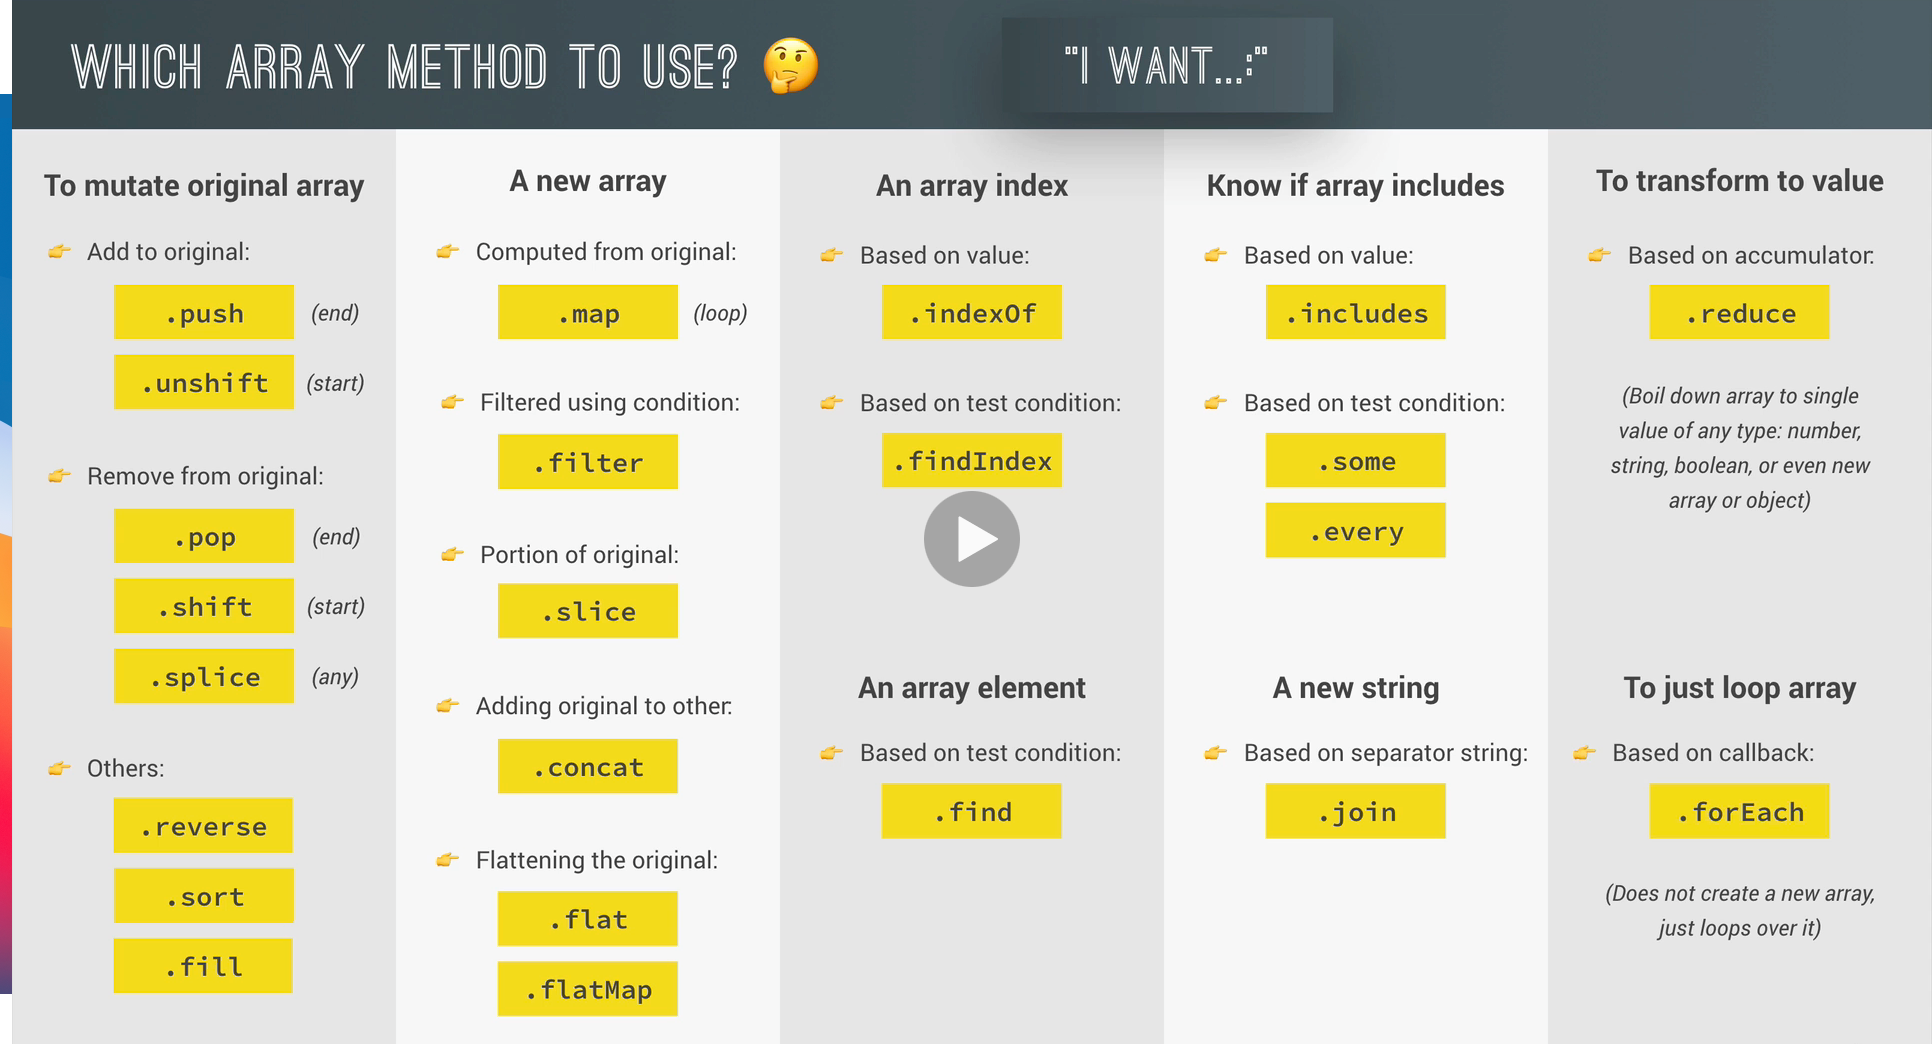 WHICH ARRAY METHOD TO USE? 🤔
"I WANT...:"
To mutate original array
👉 Add to original:
.push (end)
.unshift (start)
👉 Remove from original:
.pop (end)
.shift (start)
.splice (any)
👉 Others:
.reverse
.sort
.fill
A new array
👉 Computed from original:
.map (loop)
👉 Filtered using condition:
.filter
👉 Portion of original:
.slice
👉 Adding original to other:
.concat
👉 Flattening the original:
.flat
.flatMap
An array index
👉 Based on value:
.indexOf
👉 Based on test condition:
.findIndex
An array element
👉 Based on test condition:
.find
Know if array includes
👉 Based on value:
.includes
👉 Based on test condition:
.some
.every
A new string
👉 Based on separator string:
.join
To transform to value
👉 Based on accumulator:
.reduce
(Boil down array to single
value of any type: number,
string, boolean, or even new
array or object)
To just loop array
👉 Based on callback:
.forEach
(Does not create a new array,
just loops over it)